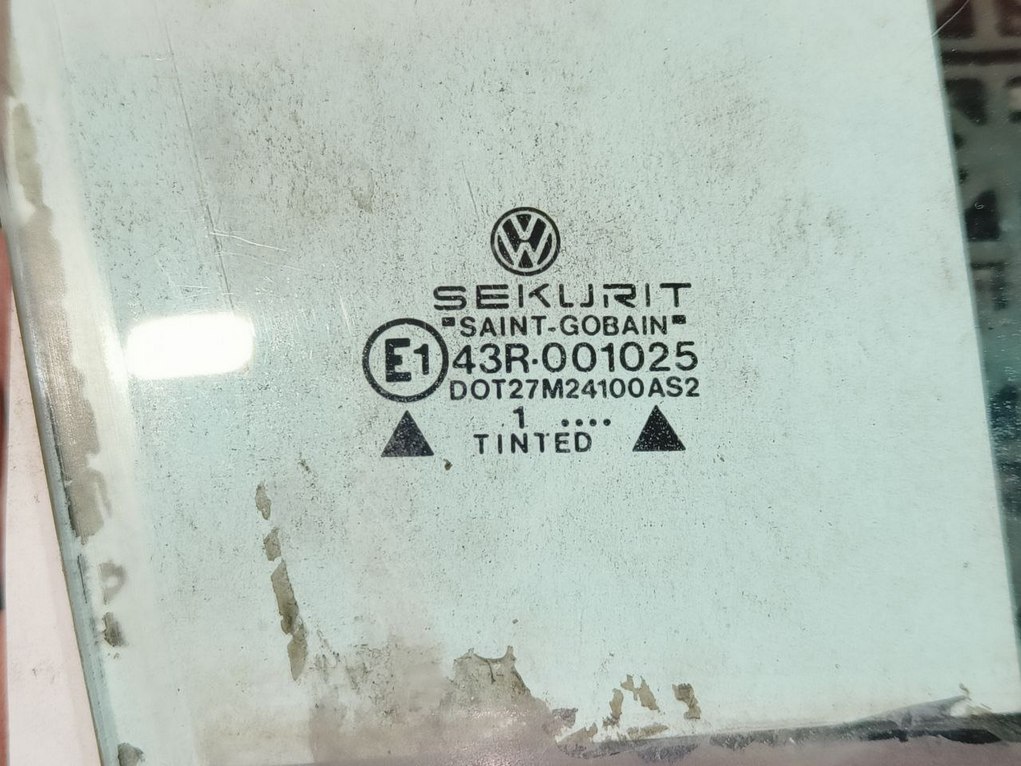 SEKURIT
"SAINT-GOBAIN"
E1 43R·001025
DOT27M24100AS2
1 ....
TINTED